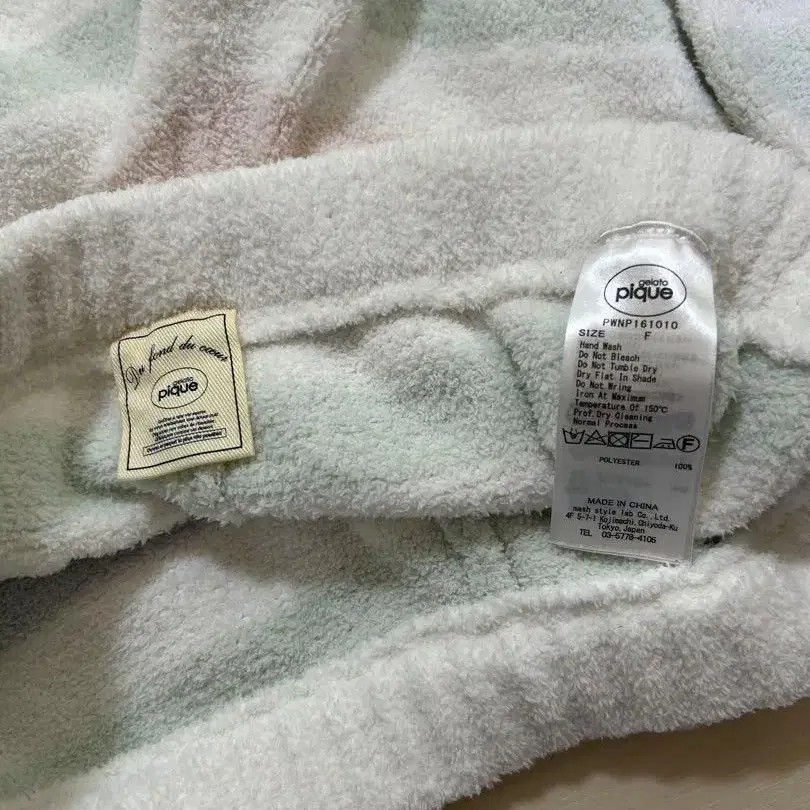 Du fond du cœur
gelato
pique
gelato
pique
PWNP161010
SIZE F
Hand Wash
Do Not Bleach
Do Not Tumble Dry
Dry Flat In Shade
Do Not Wring
Iron At Maximum
Temperature Of 150°C
Prof.Dry Cleaning
Normal Process
F
POLYESTER 100%
MADE IN CHINA
mash style lab Co.,Ltd.
4F 5-7-1 Kojimachi,Chiyoda-Ku
Tokyo,Japan
TEL 03-5778-4106